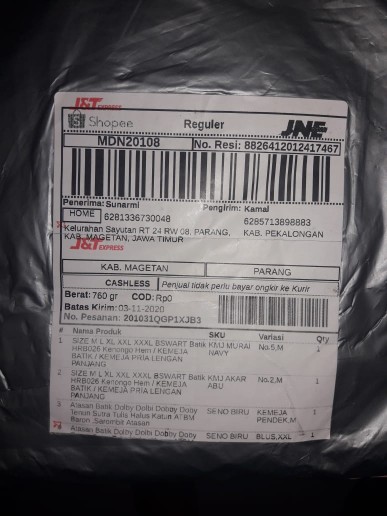 J&T EXPRESS
S Shopee Reguler JNE
MDN20108 No. Resi: 8826412012417467
Penerima: Sunarmi Pengirim: Kamal
HOME 6281336730048 6285713898883
Kelurahan Sayutan RT 24 RW 08, PARANG, KAB. PEKALONGAN
KAB. MAGETAN, JAWA TIMUR
J&T EXPRESS
KAB. MAGETAN PARANG
CASHLESS Penjual tidak perlu bayar ongkir ke Kurir
Berat: 760 gr COD: Rp0
Batas Kirim: 03-11-2020
No. Pesanan: 201031QGP1XJB3
# Nama Produk SKU Variasi Qty
1 SIZE M L XL XXL XXXL BSWART Batik KMJ MURAI No.5,M 1
HRB026 Kenongo Hem / KEMEJA NAVY
BATIK / KEMEJA PRIA LENGAN
PANJANG
2 SIZE M L XL XXL XXXL BSWART Batik KMJ AKAR No.2,M 1
HRB026 Kenongo Hem / KEMEJA ABU
BATIK / KEMEJA PRIA LENGAN
PANJANG
3 Atasan Batik Dolby Dolbi Dobby Doby SENO BIRU KEMEJA 1
Tenun Sutra Tulis Halus Katun ATBM PENDEK,M
Baron Sarimbit Atasan
Atasan Batik Dolby Dolbi Dobby Doby SENO BIRU BLUS,XXL 1